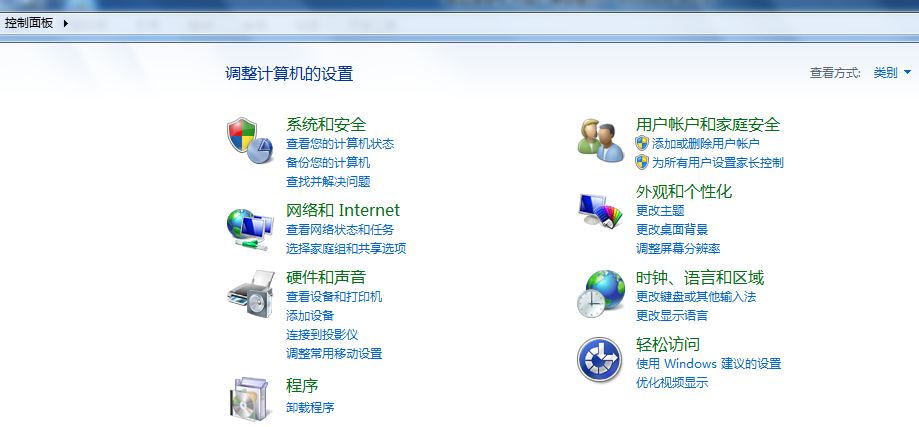 控制面板
调整计算机的设置
查看方式: 类别
系统和安全
查看您的计算机状态
备份您的计算机
查找并解决问题
网络和 Internet
查看网络状态和任务
选择家庭组和共享选项
硬件和声音
查看设备和打印机
添加设备
连接到投影仪
调整常用移动设置
程序
卸载程序
用户帐户和家庭安全
添加或删除用户帐户
为所有用户设置家长控制
外观和个性化
更改主题
更改桌面背景
调整屏幕分辨率
时钟、语言和区域
更改键盘或其他输入法
更改显示语言
轻松访问
使用 Windows 建议的设置
优化视频显示